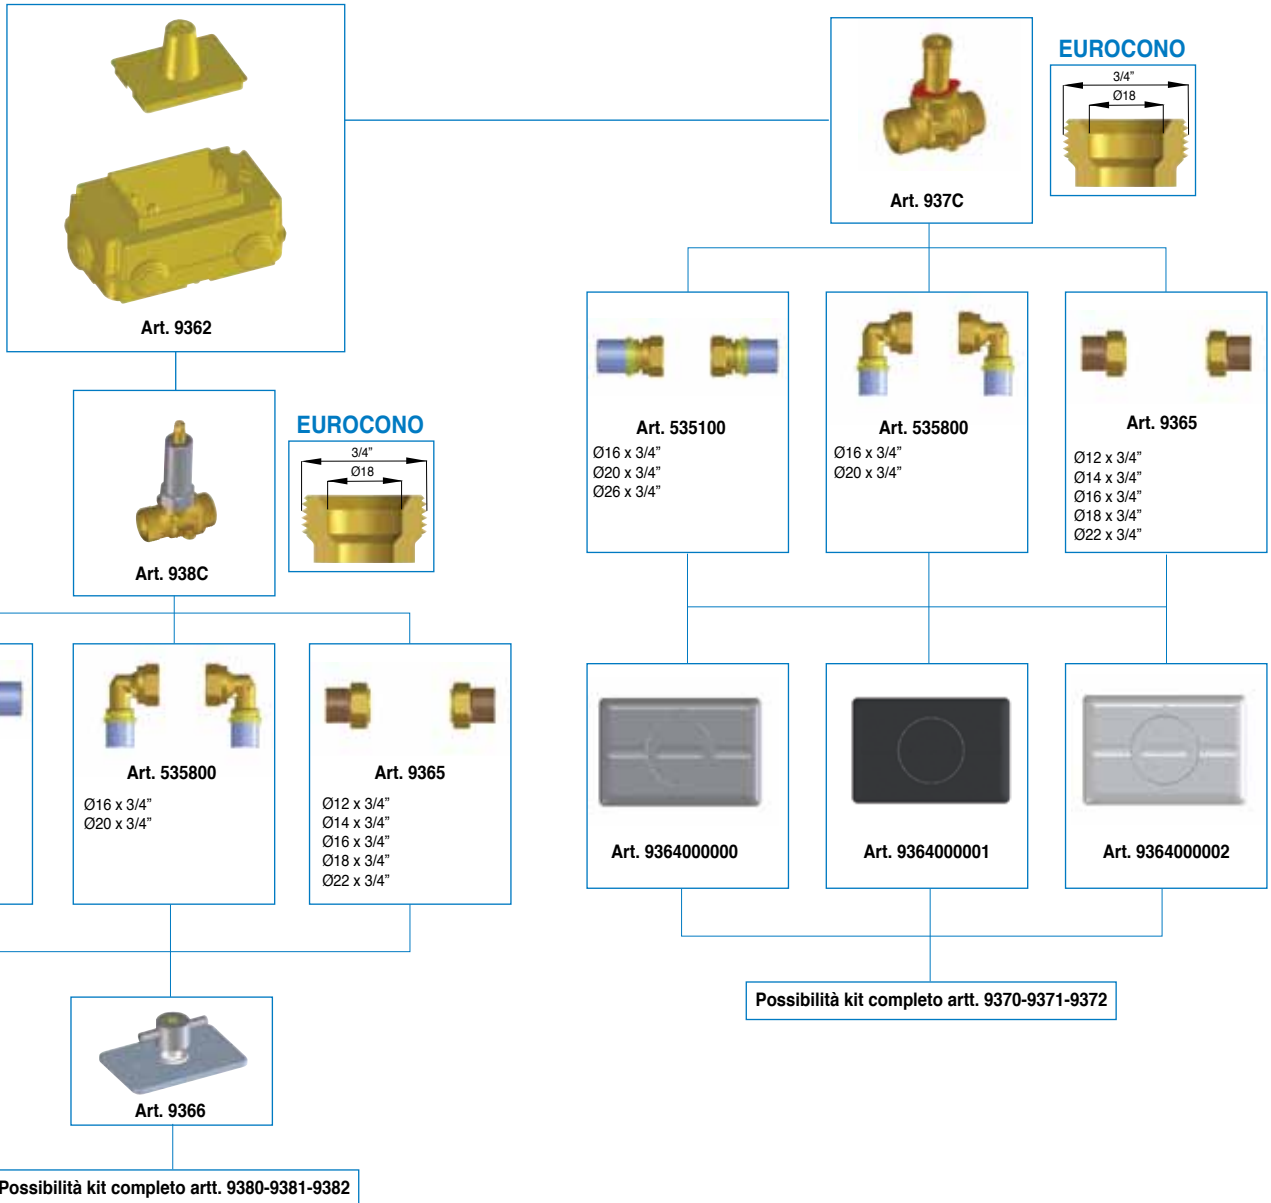 EUROCONO
3/4”
Ø18
Art. 937C
Art. 9362
Art. 535100
Ø16 x 3/4”
Ø20 x 3/4”
Ø26 x 3/4”
Art. 535800
Ø16 x 3/4”
Ø20 x 3/4”
Art. 9365
Ø12 x 3/4”
Ø14 x 3/4”
Ø16 x 3/4”
Ø18 x 3/4”
Ø22 x 3/4”
EUROCONO
3/4”
Ø18
Art. 938C
Art. 535800
Ø16 x 3/4”
Ø20 x 3/4”
Art. 9365
Ø12 x 3/4”
Ø14 x 3/4”
Ø16 x 3/4”
Ø18 x 3/4”
Ø22 x 3/4”
Art. 9364000000
Art. 9364000001
Art. 9364000002
Possibilità kit completo artt. 9370-9371-9372
Art. 9366
Possibilità kit completo artt. 9380-9381-9382